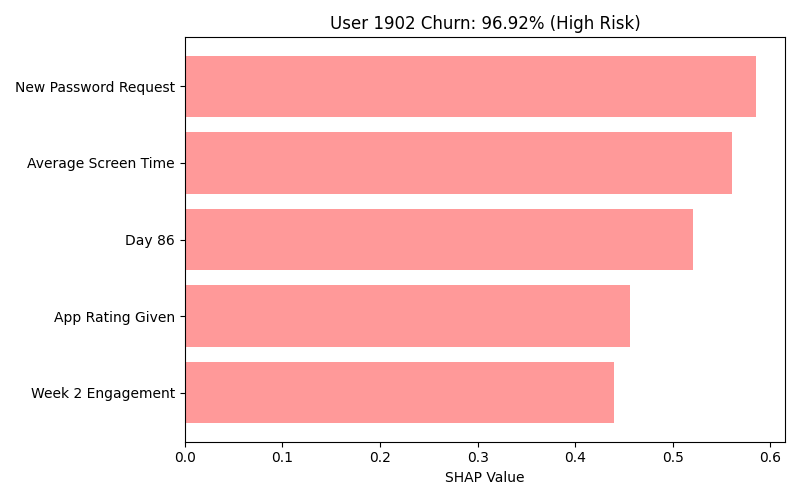 User 1902 Churn: 96.92% (High Risk)
New Password Request
Average Screen Time
Day 86
App Rating Given
Week 2 Engagement
0.0 0.1 0.2 0.3 0.4 0.5 0.6
SHAP Value